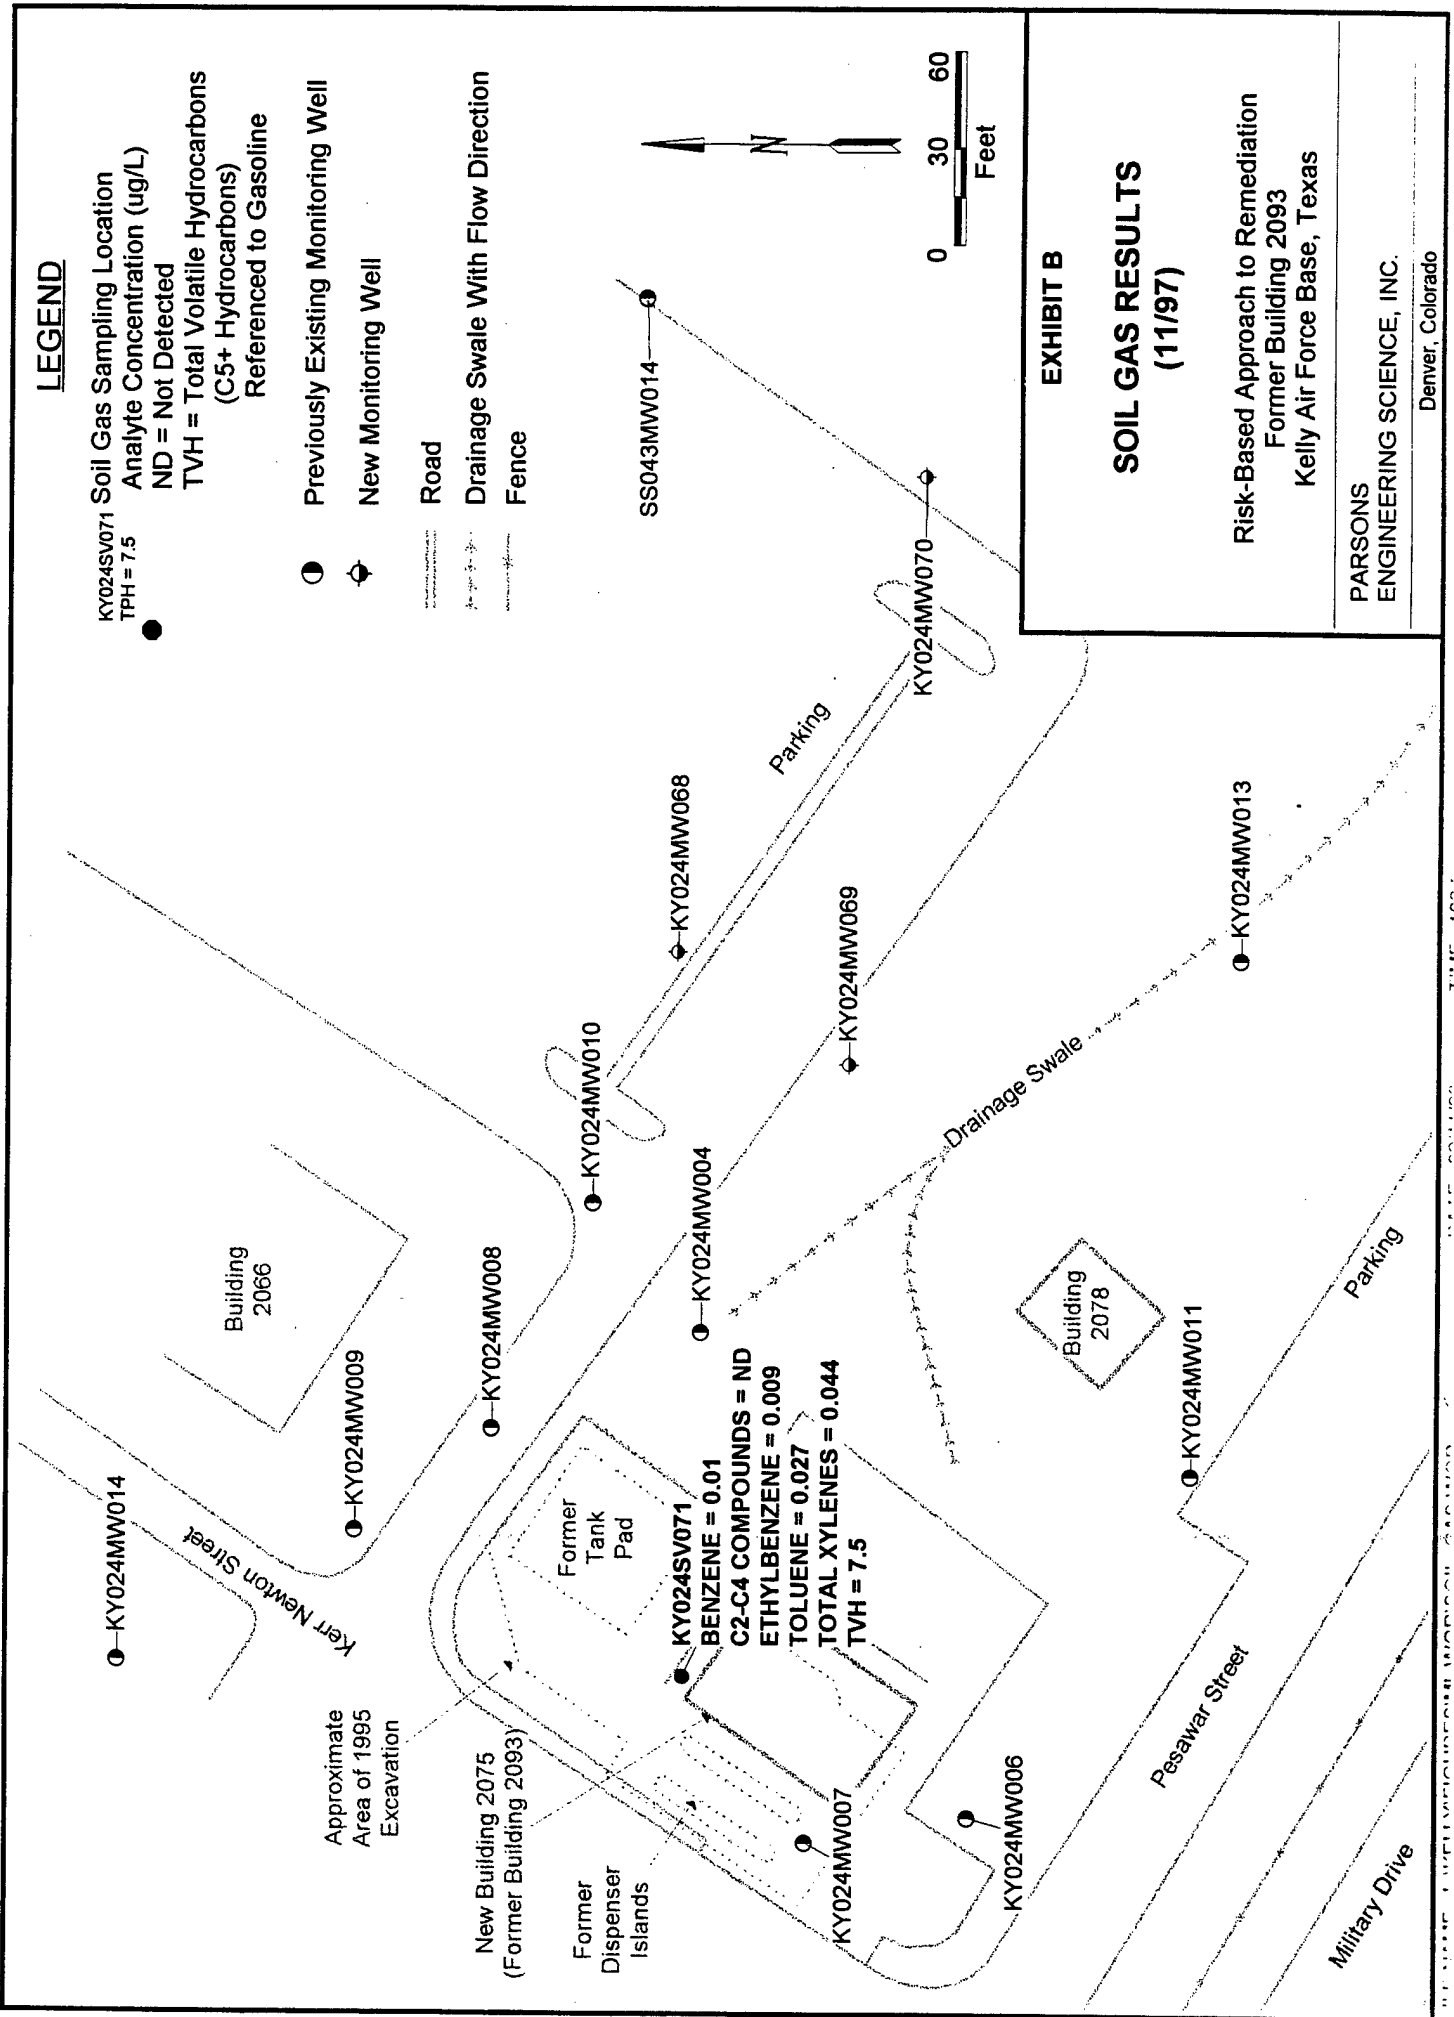 LEGEND
KY024SV071 Soil Gas Sampling Location
TPH = 7.5 Analyte Concentration (ug/L)
ND = Not Detected
TVH = Total Volatile Hydrocarbons
(C5+ Hydrocarbons)
Referenced to Gasoline
Previously Existing Monitoring Well
New Monitoring Well
Road
Drainage Swale With Flow Direction
Fence
N
0 30 60
Feet
KY024MW014
KY024MW009
KY024MW008
Building
2066
Kerr Newton Street
KY024MW010
KY024MW004
KY024MW068
KY024MW069
Parking
SS043MW014
KY024MW070
Approximate
Area of 1995
Excavation
New Building 2075
(Former Building 2093)
Former
Dispenser
Islands
Former
Tank
Pad
KY024SV071
BENZENE = 0.01
C2-C4 COMPOUNDS = ND
ETHYLBENZENE = 0.009
TOLUENE = 0.027
TOTAL XYLENES = 0.044
TVH = 7.5
KY024MW007
KY024MW006
Drainage Swale
Building
2078
KY024MW011
KY024MW013
Parking
Pesawar Street
Military Drive
EXHIBIT B
SOIL GAS RESULTS
(11/97)
Risk-Based Approach to Remediation
Former Building 2093
Kelly Air Force Base, Texas
PARSONS
ENGINEERING SCIENCE, INC.
Denver, Colorado